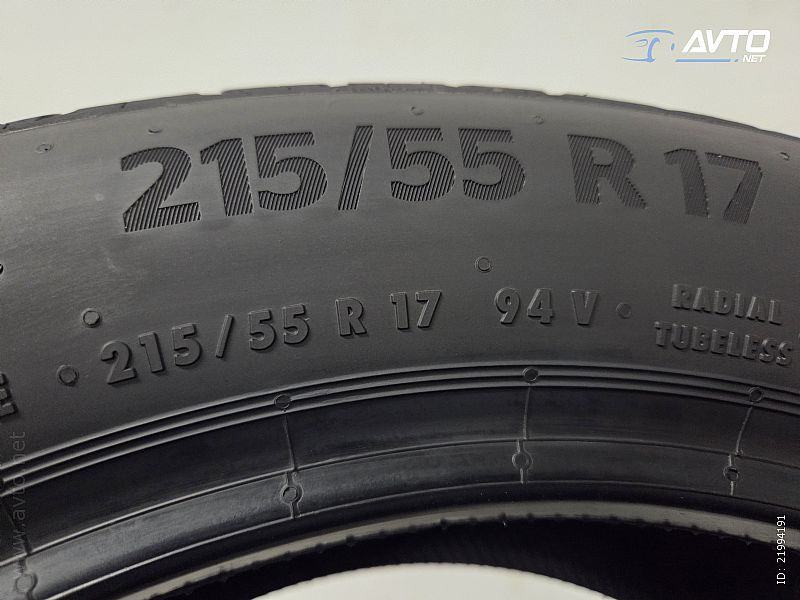 AVTO
.NET
215/55 R 17
215/55 R 17 94 V
RADIAL
TUBELESS
E
www.avto.net
ID: 21994191